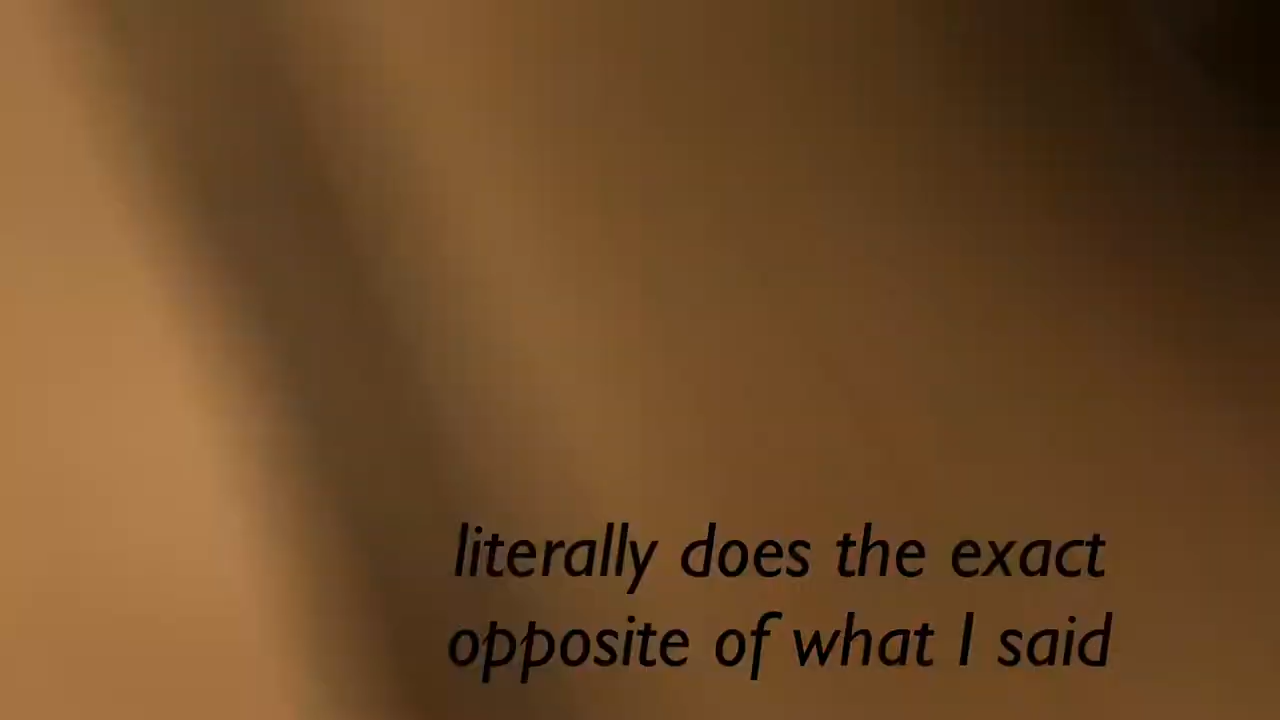 literally does the exact
opposite of what I said